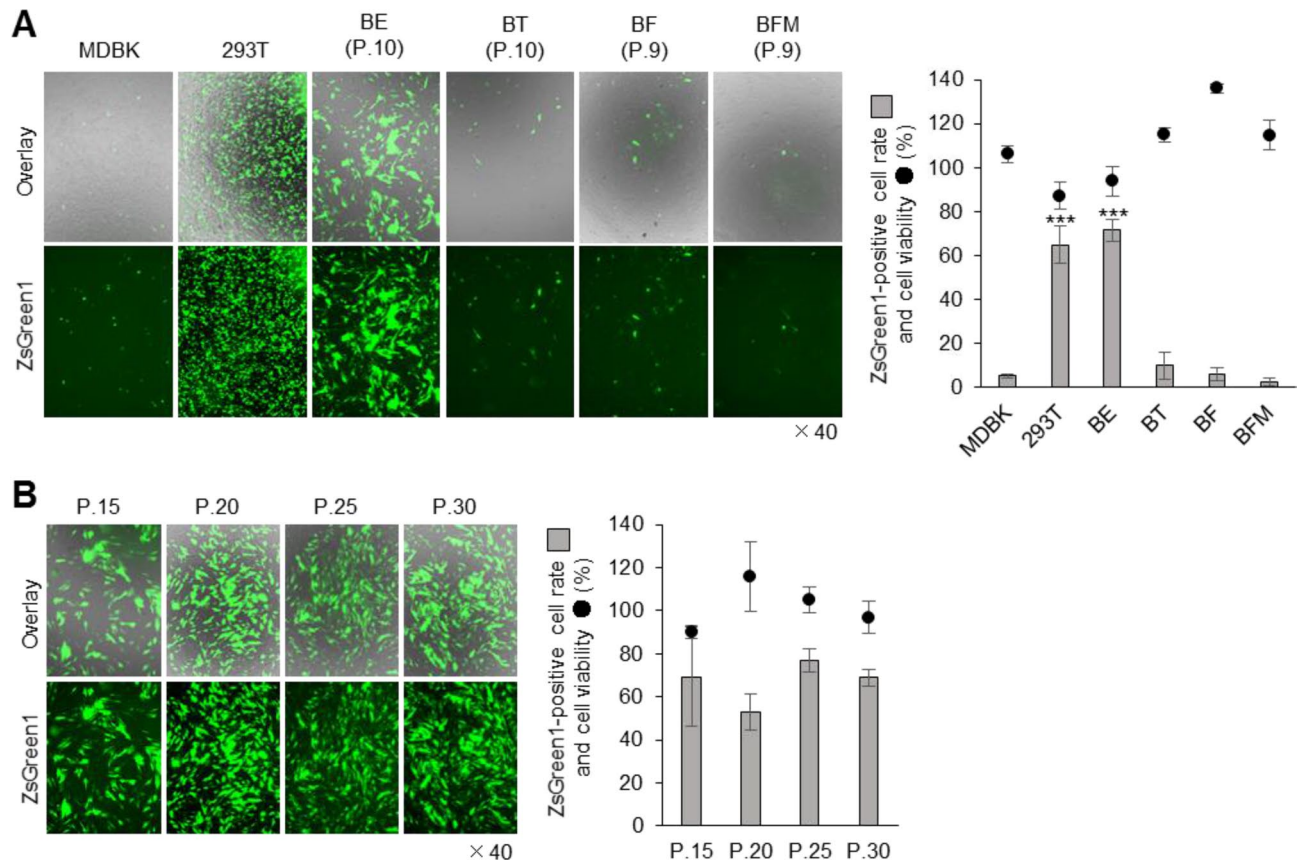 A
MDBK
293T
BE
(P.10)
BT
(P.10)
BF
(P.9)
BFM
(P.9)
Overlay
ZsGreen1
×40
ZsGreen1-positive cell rate
and cell viability ● (%)
140
120
100
80
60
40
20
0
***
***
MDBK
293T
BE
BT
BF
BFM
B
P.15
P.20
P.25
P.30
Overlay
ZsGreen1
×40
ZsGreen1-positive cell rate
and cell viability ● (%)
140
120
100
80
60
40
20
0
P.15
P.20
P.25
P.30